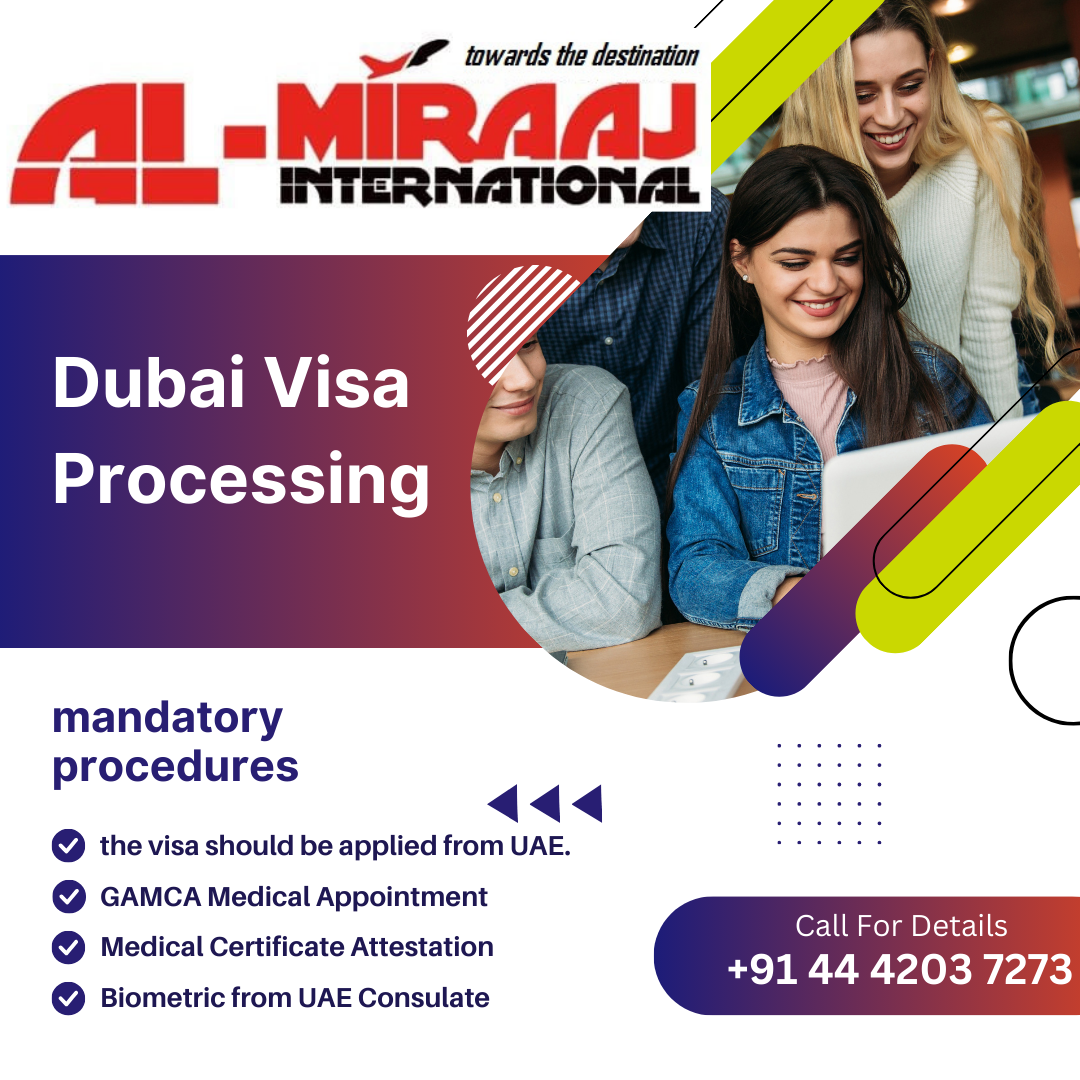 towards the destination
AL-MIRAAJ
INTERNATIONAL
Dubai Visa
Processing
mandatory
procedures
the visa should be applied from UAE.
GAMCA Medical Appointment
Medical Certificate Attestation
Biometric from UAE Consulate
Call For Details
+91 44 4203 7273